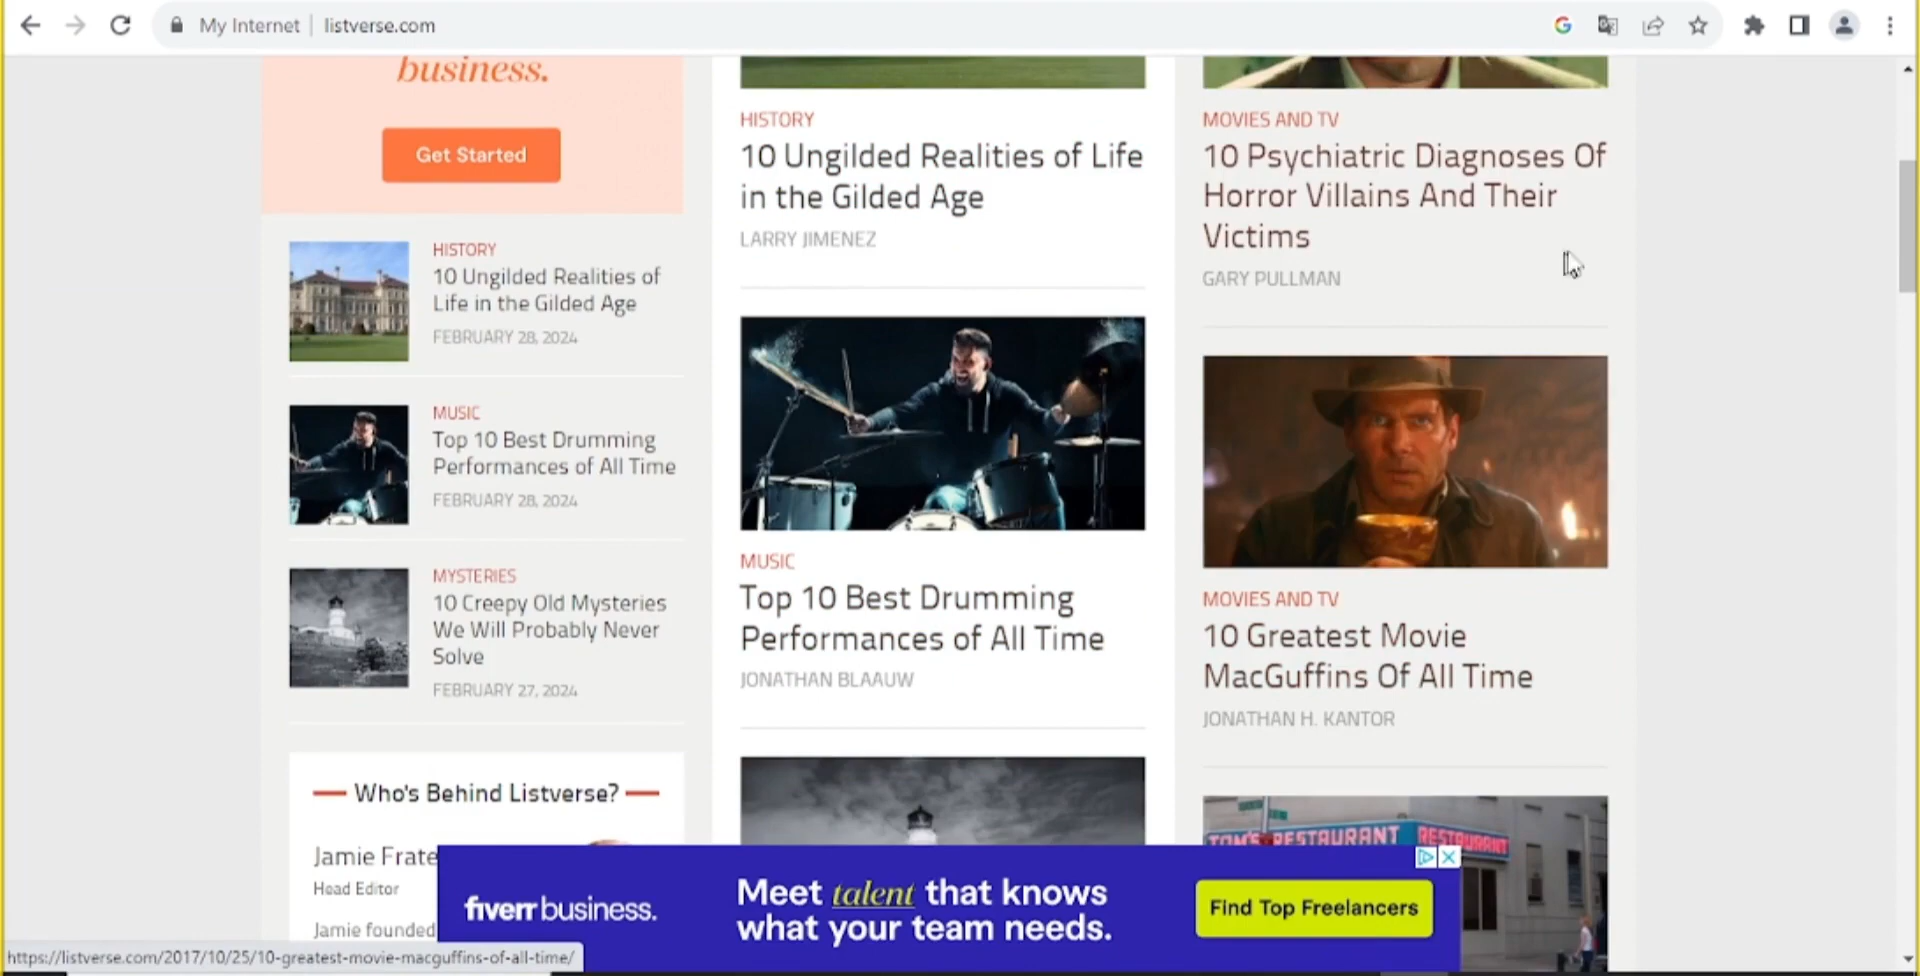 My Internet | listverse.com
business.
Get Started
HISTORY
10 Ungilded Realities of
Life in the Gilded Age
FEBRUARY 28, 2024
MUSIC
Top 10 Best Drumming
Performances of All Time
FEBRUARY 28, 2024
MYSTERIES
10 Creepy Old Mysteries
We Will Probably Never
Solve
FEBRUARY 27, 2024
Who's Behind Listverse?
Jamie Frate
Head Editor
Jamie founded
HISTORY
10 Ungilded Realities of Life
in the Gilded Age
LARRY JIMENEZ
MUSIC
Top 10 Best Drumming
Performances of All Time
JONATHAN BLAAUW
MOVIES AND TV
10 Psychiatric Diagnoses Of
Horror Villains And Their
Victims
GARY PULLMAN
MOVIES AND TV
10 Greatest Movie
MacGuffins Of All Time
JONATHAN H. KANTOR
TOM'S RESTAURANT RESTAURANT
fiverr business.
Meet talent that knows
what your team needs.
Find Top Freelancers
https://listverse.com/2017/10/25/10-greatest-movie-macguffins-of-all-time/